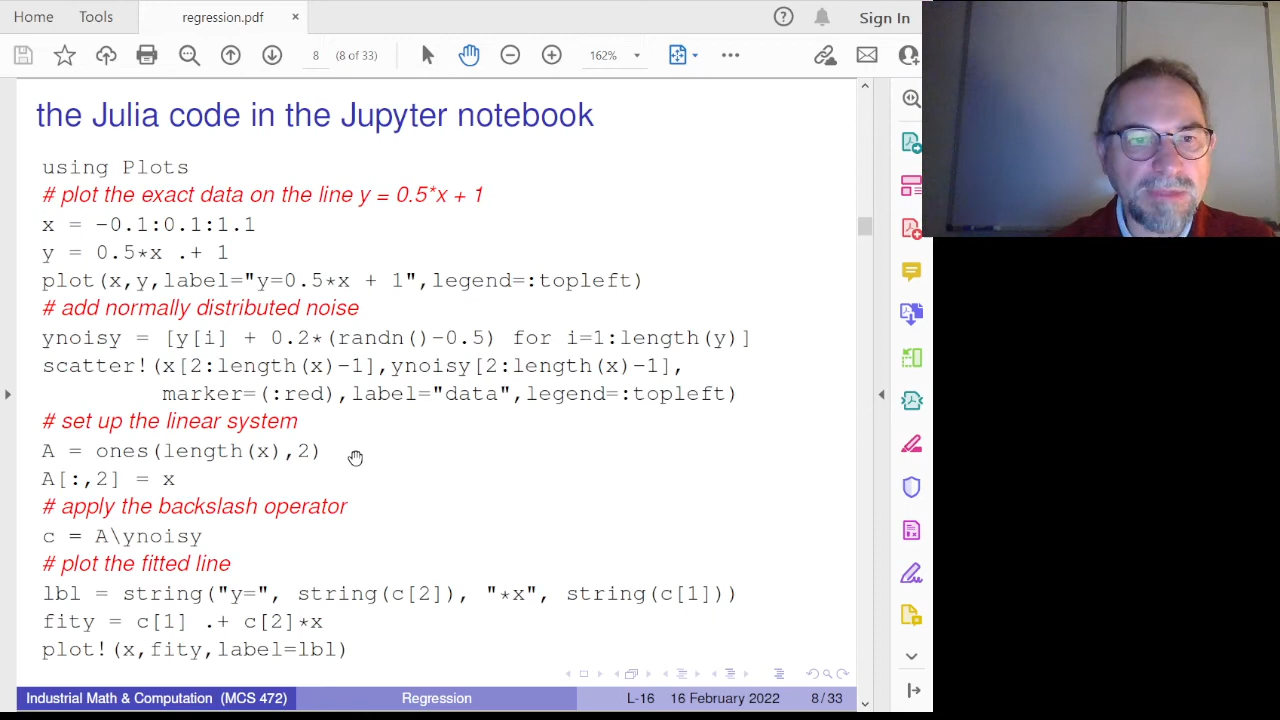 Home Tools regression.pdf × Sign In
8 (8 of 33) 162%
the Julia code in the Jupyter notebook
using Plots
# plot the exact data on the line y = 0.5*x + 1
x = -0.1:0.1:1.1
y = 0.5*x .+ 1
plot(x,y,label="y=0.5*x + 1",legend=:topleft)
# add normally distributed noise
ynoisy = [y[i] + 0.2*(randn()-0.5) for i=1:length(y)]
scatter!(x[2:length(x)-1],ynoisy[2:length(x)-1],
marker=(:red),label="data",legend=:topleft)
# set up the linear system
A = ones(length(x),2)
A[:,2] = x
# apply the backslash operator
c = A\ynoisy
# plot the fitted line
lbl = string("y=", string(c[2]), "*x", string(c[1]))
fity = c[1] .+ c[2]*x
plot!(x,fity,label=lbl)
Industrial Math & Computation (MCS 472) Regression L-16 16 February 2022 8 / 33